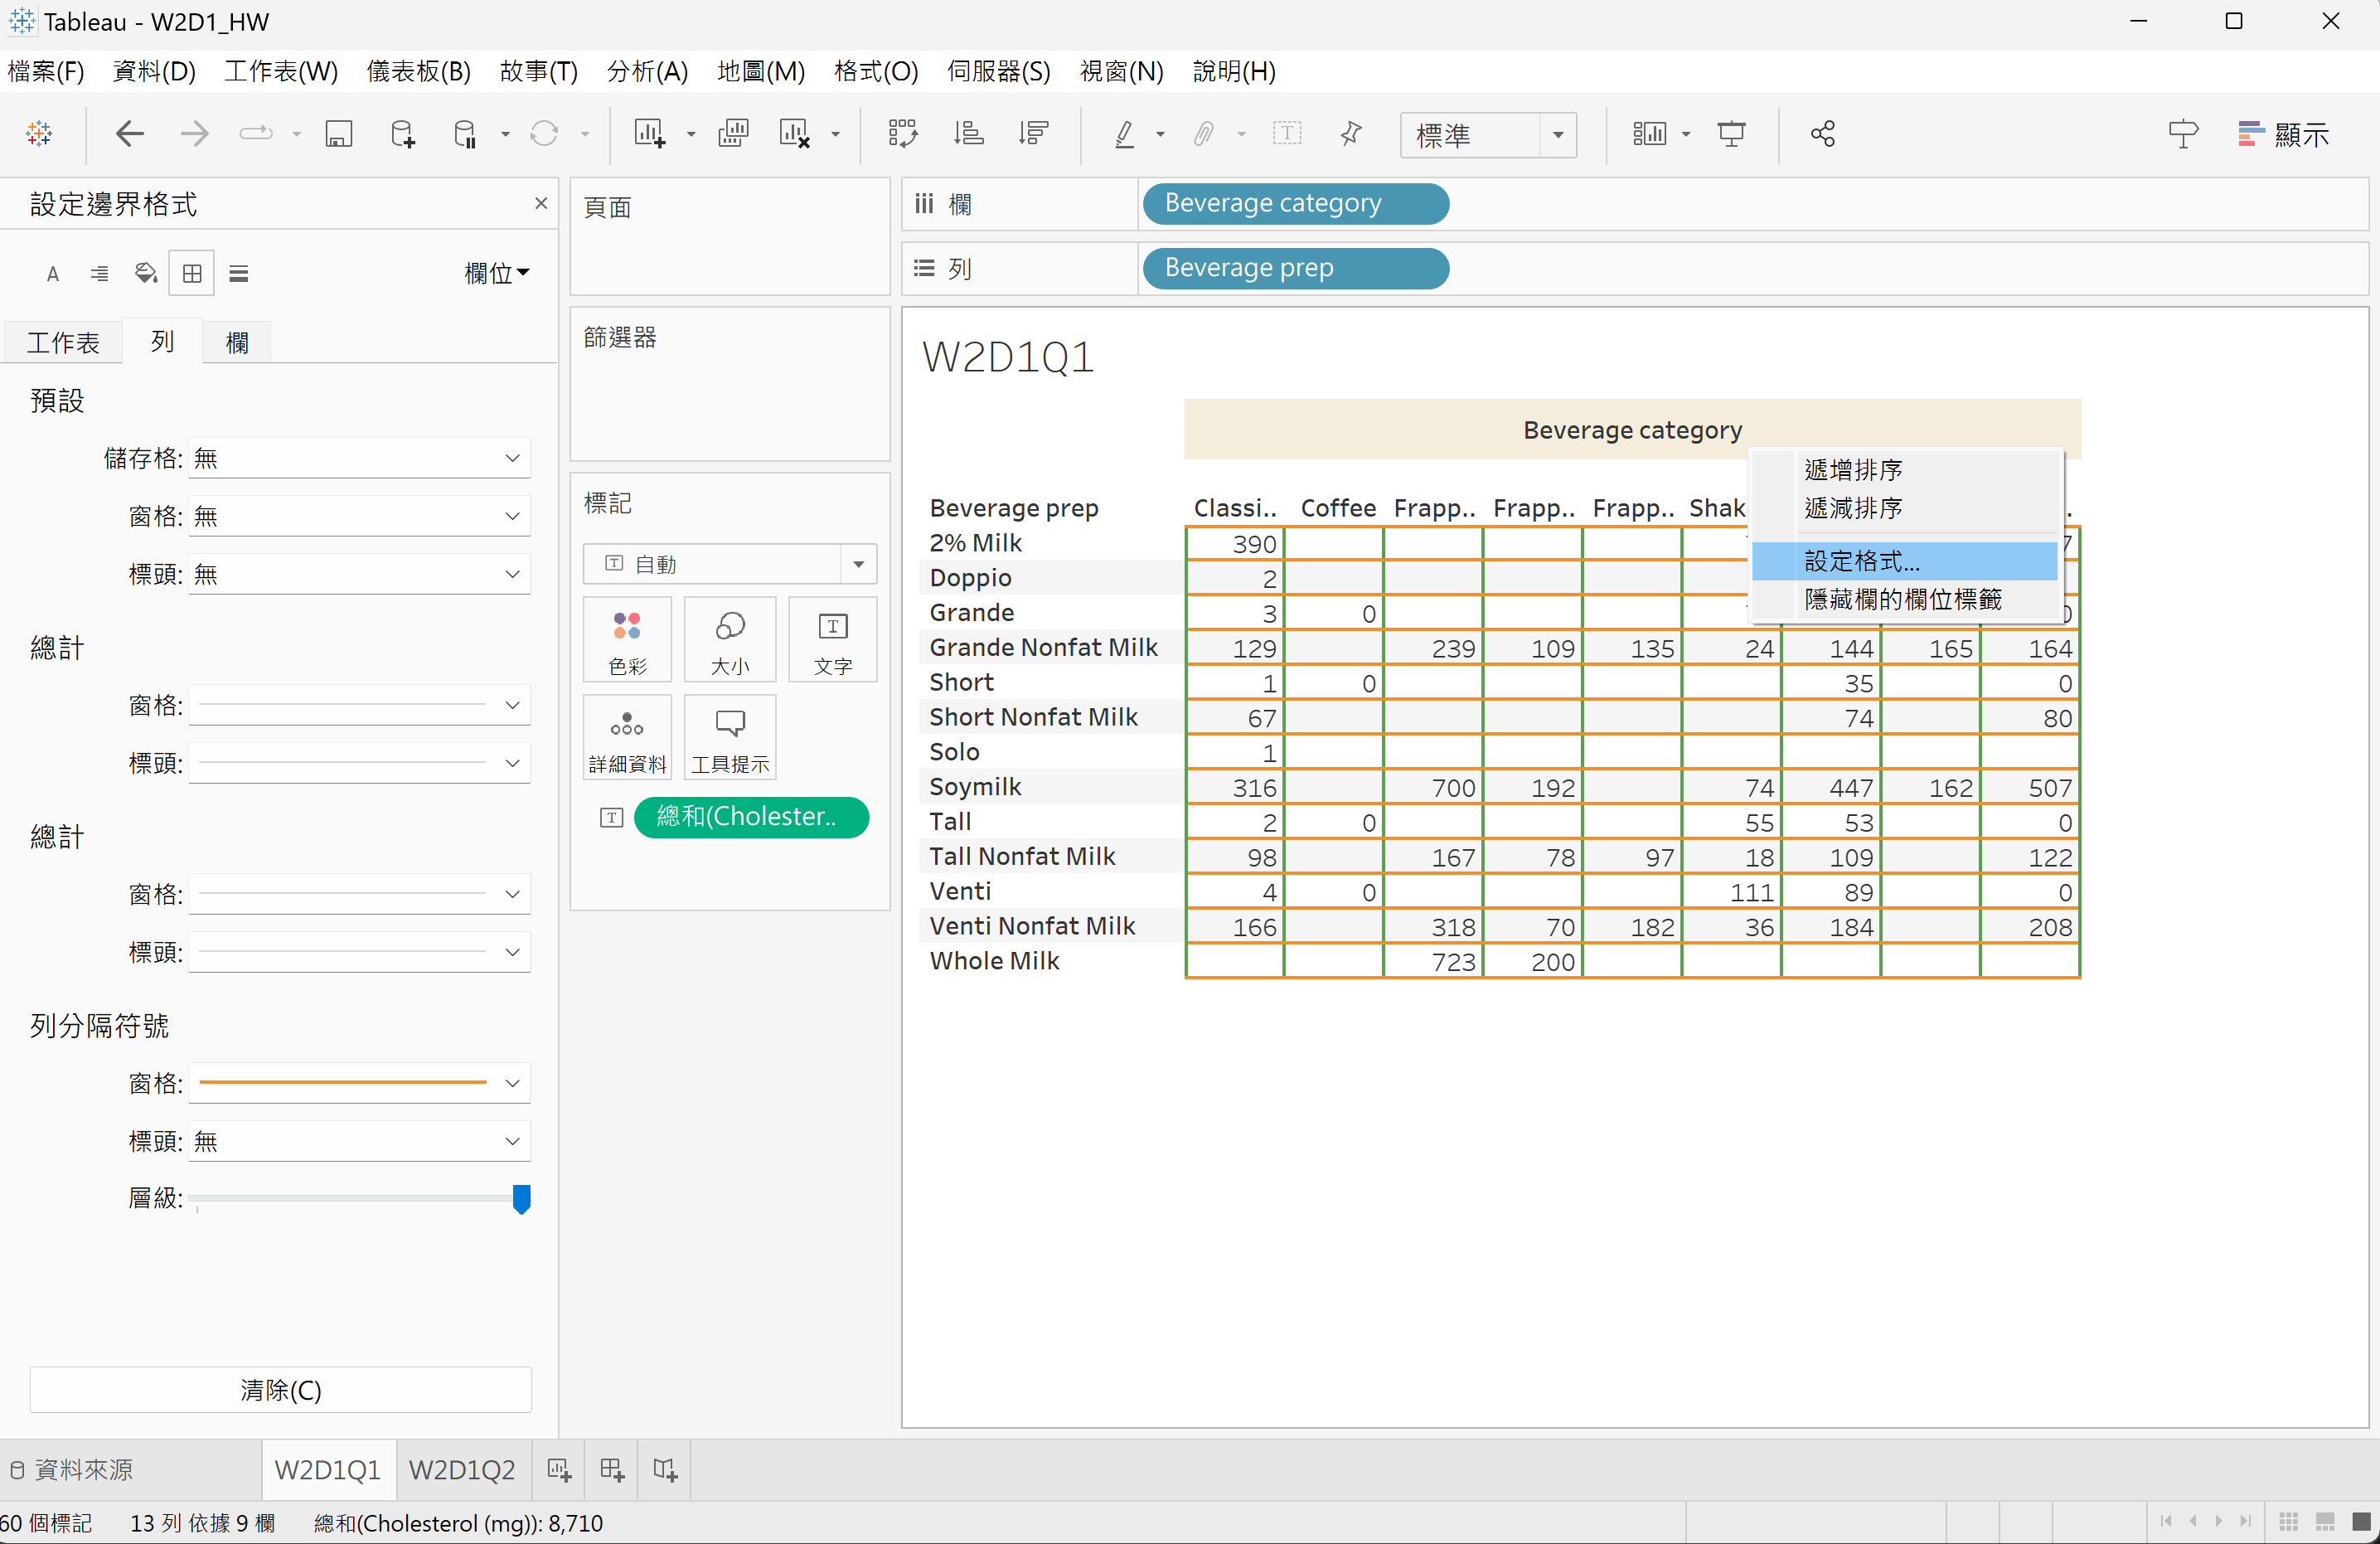 Tableau - W2D1_HW
檔案(F) 資料(D) 工作表(W) 儀表板(B) 故事(T) 分析(A) 地圖(M) 格式(O) 伺服器(S) 視窗(N) 說明(H)
標準
顯示
設定邊界格式
欄位
工作表 列 欄
預設
儲存格: 無
窗格: 無
標頭: 無
總計
窗格:
標頭:
總計
窗格:
標頭:
列分隔符號
窗格:
標頭: 無
層級:
清除(C)
頁面
篩選器
標記
自動
色彩 大小 文字
詳細資料 工具提示
總和(Cholester..
欄 Beverage category
列 Beverage prep
W2D1Q1
Beverage category
Beverage prep Classi.. Coffee Frapp.. Frapp.. Frapp.. Shak
2% Milk 390 7
Doppio 2
Grande 3 0
Grande Nonfat Milk 129 239 109 135 24 144 165 164
Short 1 0 35 0
Short Nonfat Milk 67 74 80
Solo 1
Soymilk 316 700 192 74 447 162 507
Tall 2 0 55 53 0
Tall Nonfat Milk 98 167 78 97 18 109 122
Venti 4 0 111 89 0
Venti Nonfat Milk 166 318 70 182 36 184 208
Whole Milk 723 200
遞增排序
遞減排序
設定格式...
隱藏欄的欄位標籤
資料來源 W2D1Q1 W2D1Q2
60 個標記 13 列 依據 9 欄 總和(Cholesterol (mg)): 8,710